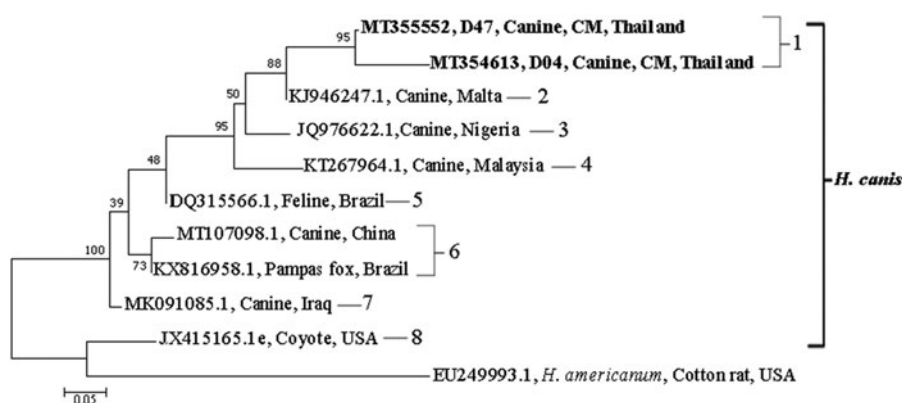 MT355552, D47, Canine, CM, Thailand
95
1
MT354613, D04, Canine, CM, Thailand
88
KJ946247.1, Canine, Malta 2
50
JQ976622.1,Canine, Nigeria 3
95
KT267964.1, Canine, Malaysia 4
H. canis
48
DQ315566.1, Feline, Brazil 5
39
MT107098.1, Canine, China
6
100
73
KX816958.1, Pampas fox, Brazil
MK091085.1, Canine, Iraq 7
JX415165.1e, Coyote, USA 8
EU249993.1, H. americanum, Cotton rat, USA
0.05